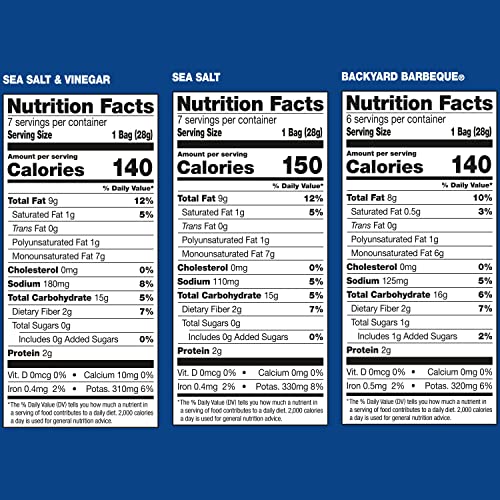 SEA SALT & VINEGAR
Nutrition Facts
7 servings per container
Serving Size 1 Bag (28g)
Amount per serving
Calories 140
% Daily Value*
Total Fat 9g 12%
Saturated Fat 1g 5%
Trans Fat 0g
Polyunsaturated Fat 1g
Monounsaturated Fat 7g
Cholesterol 0mg 0%
Sodium 180mg 8%
Total Carbohydrate 15g 5%
Dietary Fiber 2g 7%
Total Sugars 0g
Includes 0g Added Sugars 0%
Protein 2g
Vit. D 0mcg 0% • Calcium 10mg 0%
Iron 0.4mg 2% • Potas. 310mg 6%
*The % Daily Value (DV) tells you how much a nutrient in
a serving of food contributes to a daily diet. 2,000 calories
a day is used for general nutrition advice.
SEA SALT
Nutrition Facts
7 servings per container
Serving Size 1 Bag (28g)
Amount per serving
Calories 150
% Daily Value*
Total Fat 9g 12%
Saturated Fat 1g 5%
Trans Fat 0g
Polyunsaturated Fat 1g
Monounsaturated Fat 7g
Cholesterol 0mg 0%
Sodium 110mg 5%
Total Carbohydrate 15g 5%
Dietary Fiber 2g 7%
Total Sugars 0g
Includes 0g Added Sugars 0%
Protein 2g
Vit. D 0mcg 0% • Calcium 0mg 0%
Iron 0.4mg 2% • Potas. 330mg 8%
*The % Daily Value (DV) tells you how much a nutrient in
a serving of food contributes to a daily diet. 2,000 calories
a day is used for general nutrition advice.
BACKYARD BARBEQUE®
Nutrition Facts
6 servings per container
Serving Size 1 Bag (28g)
Amount per serving
Calories 140
% Daily Value*
Total Fat 8g 10%
Saturated Fat 0.5g 3%
Trans Fat 0g
Polyunsaturated Fat 1g
Monounsaturated Fat 6g
Cholesterol 0mg 0%
Sodium 125mg 5%
Total Carbohydrate 16g 6%
Dietary Fiber 2g 7%
Total Sugars 1g
Includes 1g Added Sugars 2%
Protein 2g
Vit. D 0mcg 0% • Calcium 0mg 0%
Iron 0.5mg 2% • Potas. 320mg 6%
*The % Daily Value (DV) tells you how much a nutrient in
a serving of food contributes to a daily diet. 2,000 calories
a day is used for general nutrition advice.